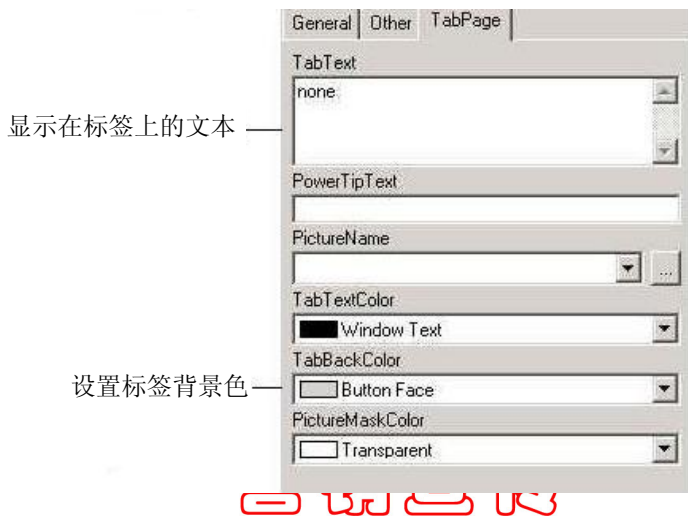 General Other TabPage
TabText
none
显示在标签上的文本
PowerTipText
PictureName
...
TabTextColor
Window Text
TabBackColor
设置标签背景色
Button Face
PictureMaskColor
Transparent